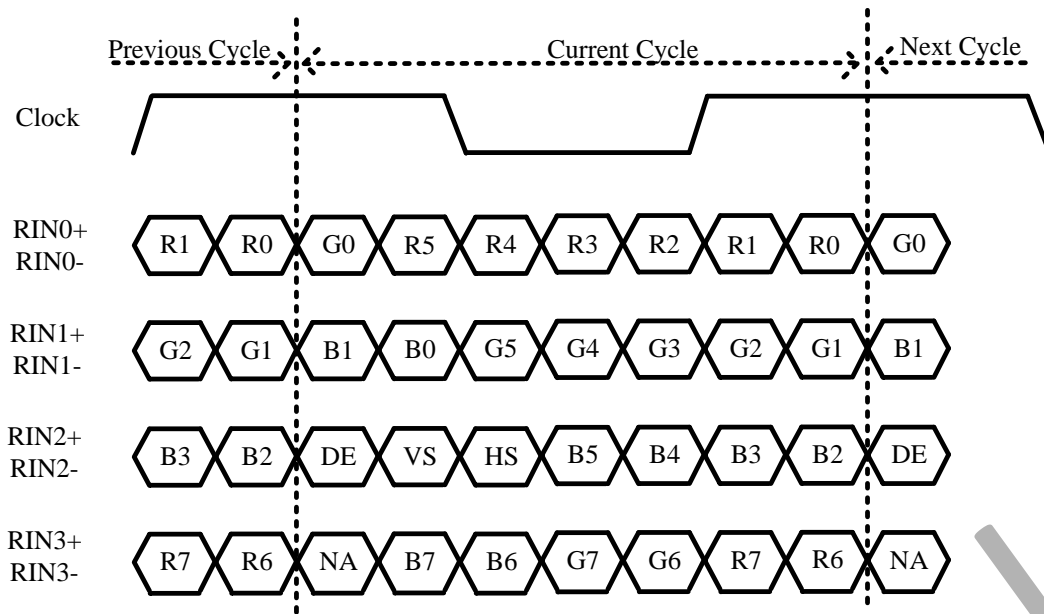 Previous Cycle Current Cycle Next Cycle
Clock
RIN0+
RIN0-
R1 R0 G0 R5 R4 R3 R2 R1 R0 G0
RIN1+
RIN1-
G2 G1 B1 B0 G5 G4 G3 G2 G1 B1
RIN2+
RIN2-
B3 B2 DE VS HS B5 B4 B3 B2 DE
RIN3+
RIN3-
R7 R6 NA B7 B6 G7 G6 R7 R6 NA